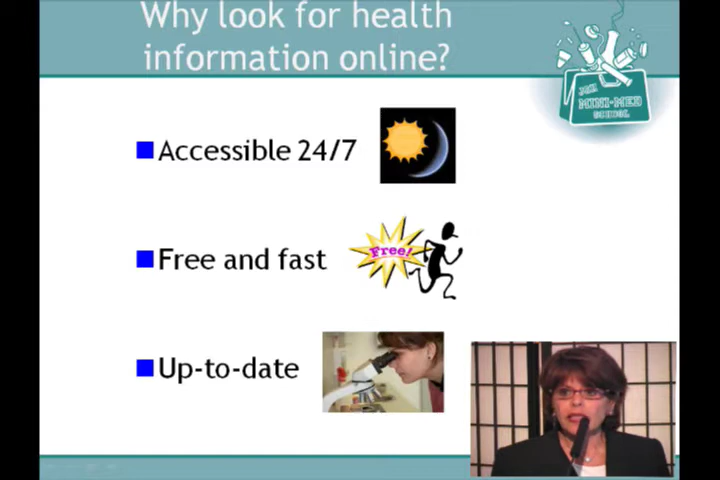 Why look for health
information online?
JGH
MINI-MED
SCHOOL
Accessible 24/7
Free and fast
Free!
Up-to-date